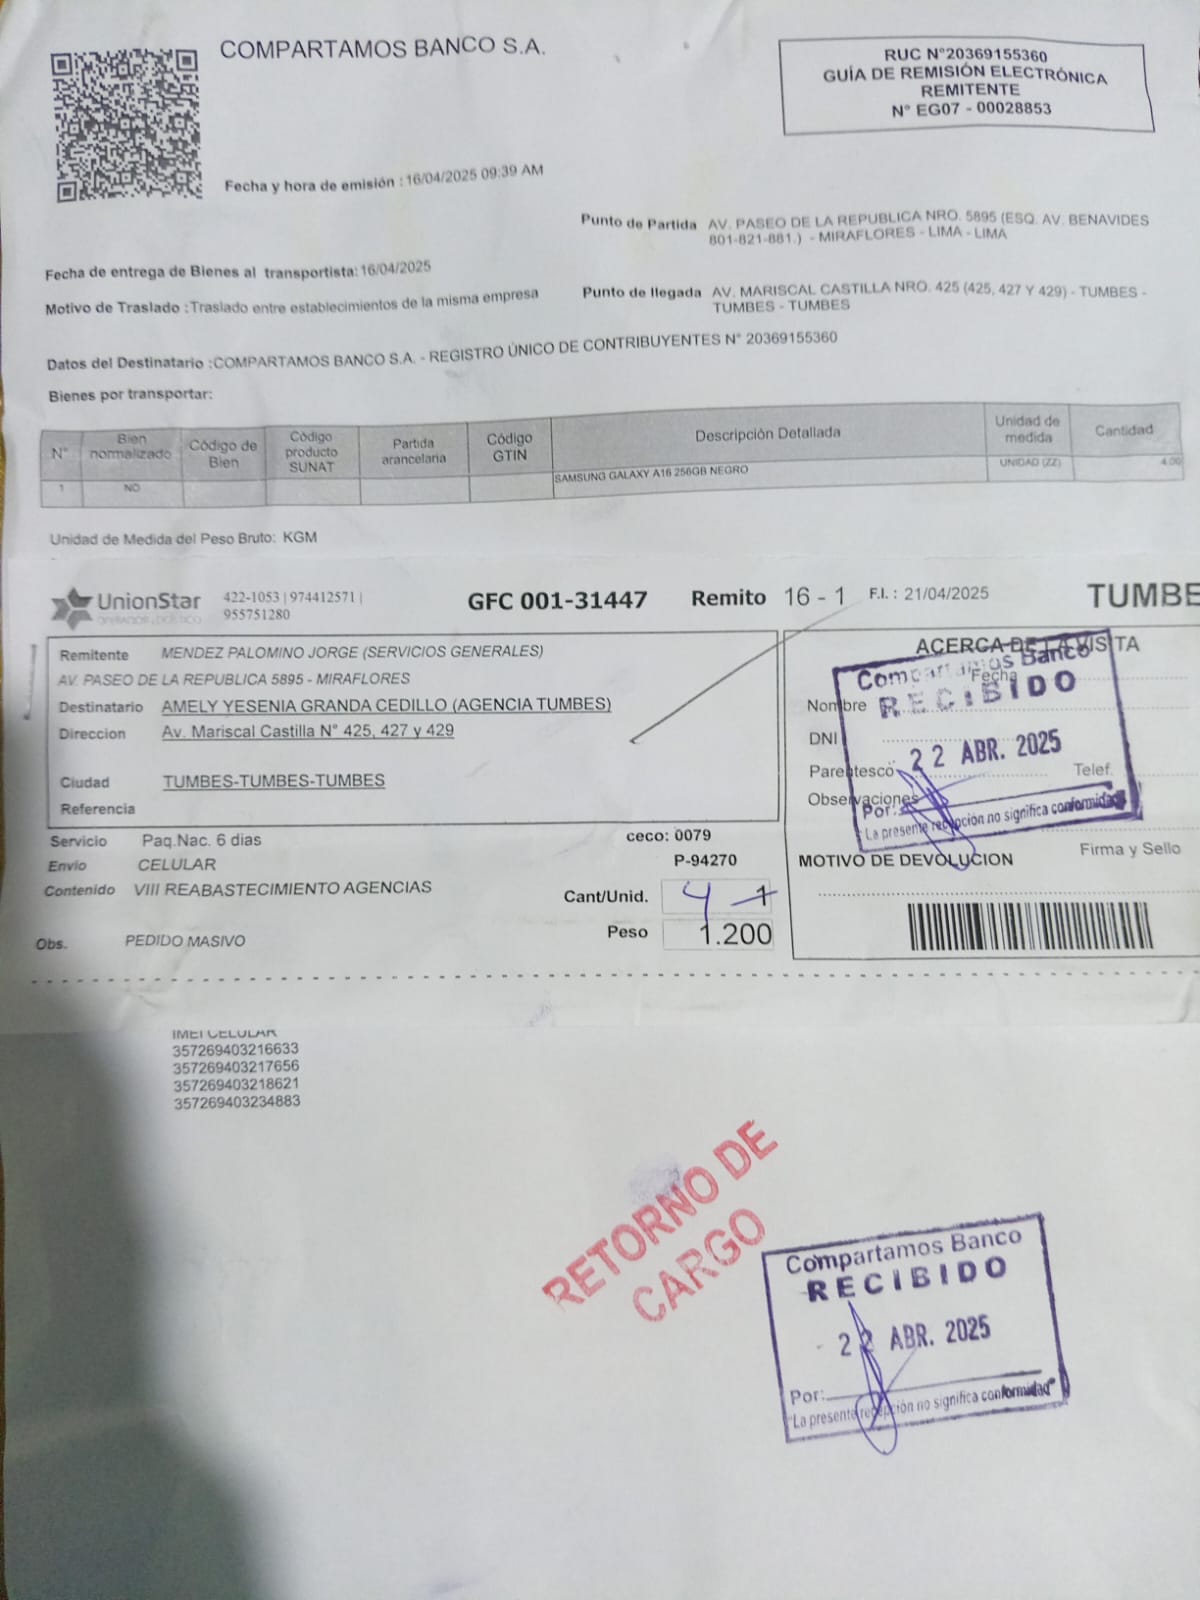 COMPARTAMOS BANCO S.A.
RUC N°20369155360
GUÍA DE REMISIÓN ELECTRÓNICA
REMITENTE
N° EG07 - 00028853
Fecha y hora de emisión : 16/04/2025 09:39 AM
Punto de Partida AV. PASEO DE LA REPUBLICA NRO. 5895 (ESQ. AV. BENAVIDES
801-821-881.) - MIRAFLORES - LIMA - LIMA
Fecha de entrega de Bienes al transportista: 16/04/2025
Motivo de Traslado : Traslado entre establecimientos de la misma empresa
Punto de llegada AV. MARISCAL CASTILLA NRO. 425 (425, 427 Y 429) - TUMBES -
TUMBES - TUMBES
Datos del Destinatario : COMPARTAMOS BANCO S.A. - REGISTRO ÚNICO DE CONTRIBUYENTES N° 20369155360
Bienes por transportar:
N° Bien normalizado Código de Bien Código producto SUNAT Partida arancelaria Código GTIN Descripción Detallada Unidad de medida Cantidad
1 NO SAMSUNG GALAXY A16 256GB NEGRO UNIDAD (ZZ) 4.00
Unidad de Medida del Peso Bruto: KGM
UnionStar
OPERADOR LOGÍSTICO
422-1053 | 974412571 |
955751280
GFC 001-31447 Remito 16 - 1 F.I. : 21/04/2025 TUMBE
Remitente MENDEZ PALOMINO JORGE (SERVICIOS GENERALES)
AV. PASEO DE LA REPUBLICA 5895 - MIRAFLORES
Destinatario AMELY YESENIA GRANDA CEDILLO (AGENCIA TUMBES)
Direccion Av. Mariscal Castilla N° 425, 427 y 429
Ciudad TUMBES-TUMBES-TUMBES
Referencia
ACERCA DE LA VISITA
Fecha
Nombre
DNI
Parentesco Telef.
Observaciones
Compartamos Banco
RECIBIDO
22 ABR. 2025
Por:
"La presente recepción no significa conformidad"
Servicio Paq.Nac. 6 dias
Envio CELULAR
Contenido VIII REABASTECIMIENTO AGENCIAS
Obs. PEDIDO MASIVO
ceco: 0079
P-94270
Cant/Unid. 4 1
Peso 1.200
MOTIVO DE DEVOLUCION
Firma y Sello
IMEI CELULAR
357269403216633
357269403217656
357269403218621
357269403234883
RETORNO DE
CARGO
Compartamos Banco
RECIBIDO
22 ABR. 2025
Por:
"La presente recepción no significa conformidad"